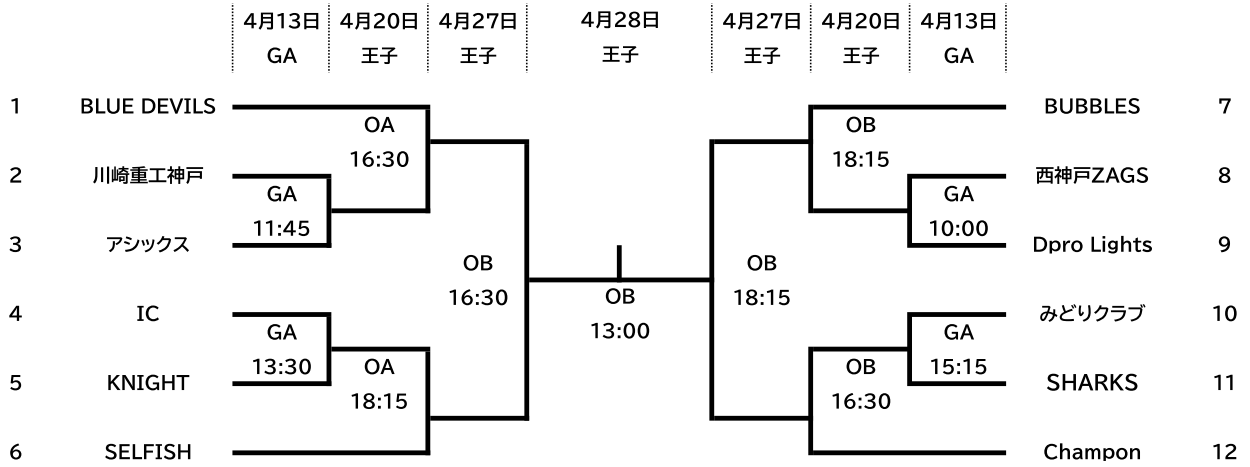 4月13日 4月20日 4月27日 4月28日 4月27日 4月20日 4月13日
GA 王子 王子 王子 王子 王子 GA
1 BLUE DEVILS BUBBLES 7
OA OB
16:30 18:15
2 川崎重工神戸 西神戸ZAGS 8
GA GA
11:45 10:00
3 アシックス Dpro Lights 9
OB OB
16:30 OB 18:15
4 IC みどりクラブ 10
13:00
GA GA
13:30 OA OB 15:15
5 KNIGHT SHARKS 11
18:15 16:30
6 SELFISH Champon 12